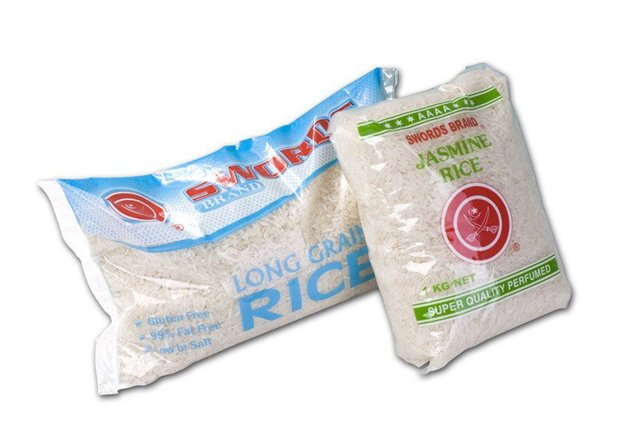 SWORDS
BRAND
®
LONG GRAIN
RICE
Gluten Free
99% Fat Free
Low in Salt
★★★AAAA★★★
SWORDS BRAND
JASMINE
RICE
®
1 KG NET
SUPER QUALITY PERFUMED